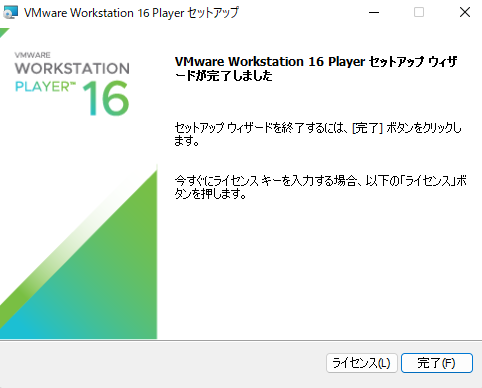 VMware Workstation 16 Player セットアップ
VMWARE
WORKSTATION
PLAYER™ 16
VMware Workstation 16 Player セットアップ ウィザ
ードが完了しました
セットアップ ウィザードを終了するには、[完了] ボタンをクリックし
ます。
今すぐにライセンス キーを入力する場合、以下の「ライセンス」ボ
タンを押します。
ライセンス(L)
完了(F)